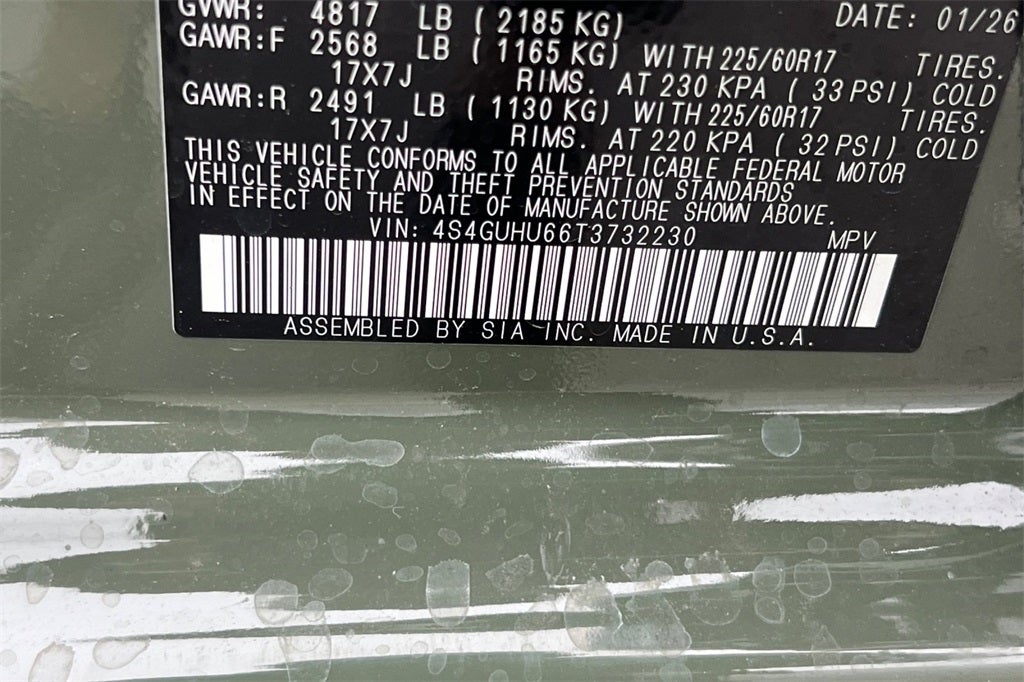 GVWR: 4817 LB ( 2185 KG) DATE: 01/26
GAWR:F 2568 LB ( 1165 KG) WITH 225/60R17 TIRES.
17X7J RIMS. AT 230 KPA ( 33 PSI) COLD
GAWR:R 2491 LB ( 1130 KG) WITH 225/60R17 TIRES.
17X7J RIMS. AT 220 KPA ( 32 PSI) COLD
THIS VEHICLE CONFORMS TO ALL APPLICABLE FEDERAL MOTOR
VEHICLE SAFETY AND THEFT PREVENTION STANDARDS
IN EFFECT ON THE DATE OF MANUFACTURE SHOWN ABOVE.
VIN: 4S4GUHU66T3732230 MPV
ASSEMBLED BY SIA INC. MADE IN U.S.A.